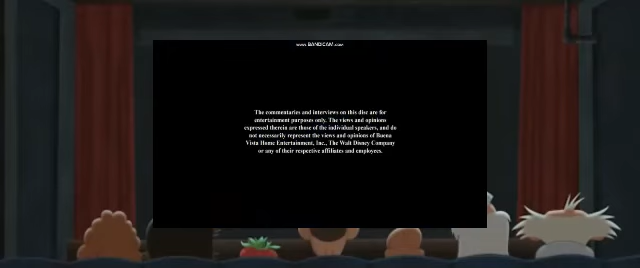 www.BANDICAM.com
The commentaries and interviews on this disc are for
entertainment purposes only. The views and opinions
expressed therein are those of the individual speakers, and do
not necessarily represent the views and opinions of Buena
Vista Home Entertainment, Inc., The Walt Disney Company
or any of their respective affiliates and employees.